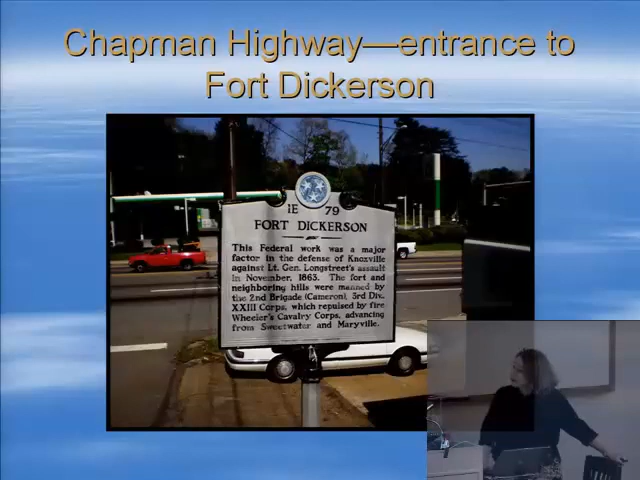 Chapman Highway—entrance to
Fort Dickerson
1E 79
FORT DICKERSON
This Federal work was a major
factor in the defense of Knoxville
against Lt. Gen. Longstreet's assault
in November, 1863. The fort and
neighboring hills were manned by
the 2nd Brigade (Cameron), 3rd Div.
XXIII Corps, which repulsed by fire
Wheeler's Cavalry Corps, advancing
from Sweetwater and Maryville.